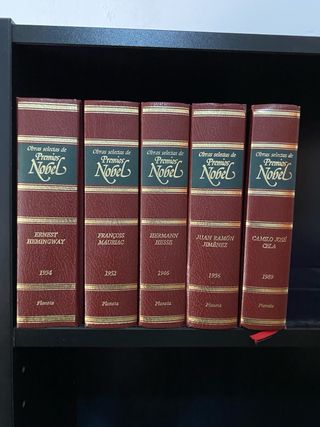 Obras selectas de
Premios
Nobel
ERNEST
HEMINGWAY
1954
Planeta
Obras selectas de
Premios
Nobel
FRANÇOIS
MAURIAC
1952
Planeta
Obras selectas de
Premios
Nobel
HERMANN
HESSE
1946
Planeta
Obras selectas de
Premios
Nobel
JUAN RAMÓN
JIMÉNEZ
1956
Planeta
Obras selectas de
Premios
Nobel
CAMILO JOSÉ
CELA
1989
Planeta